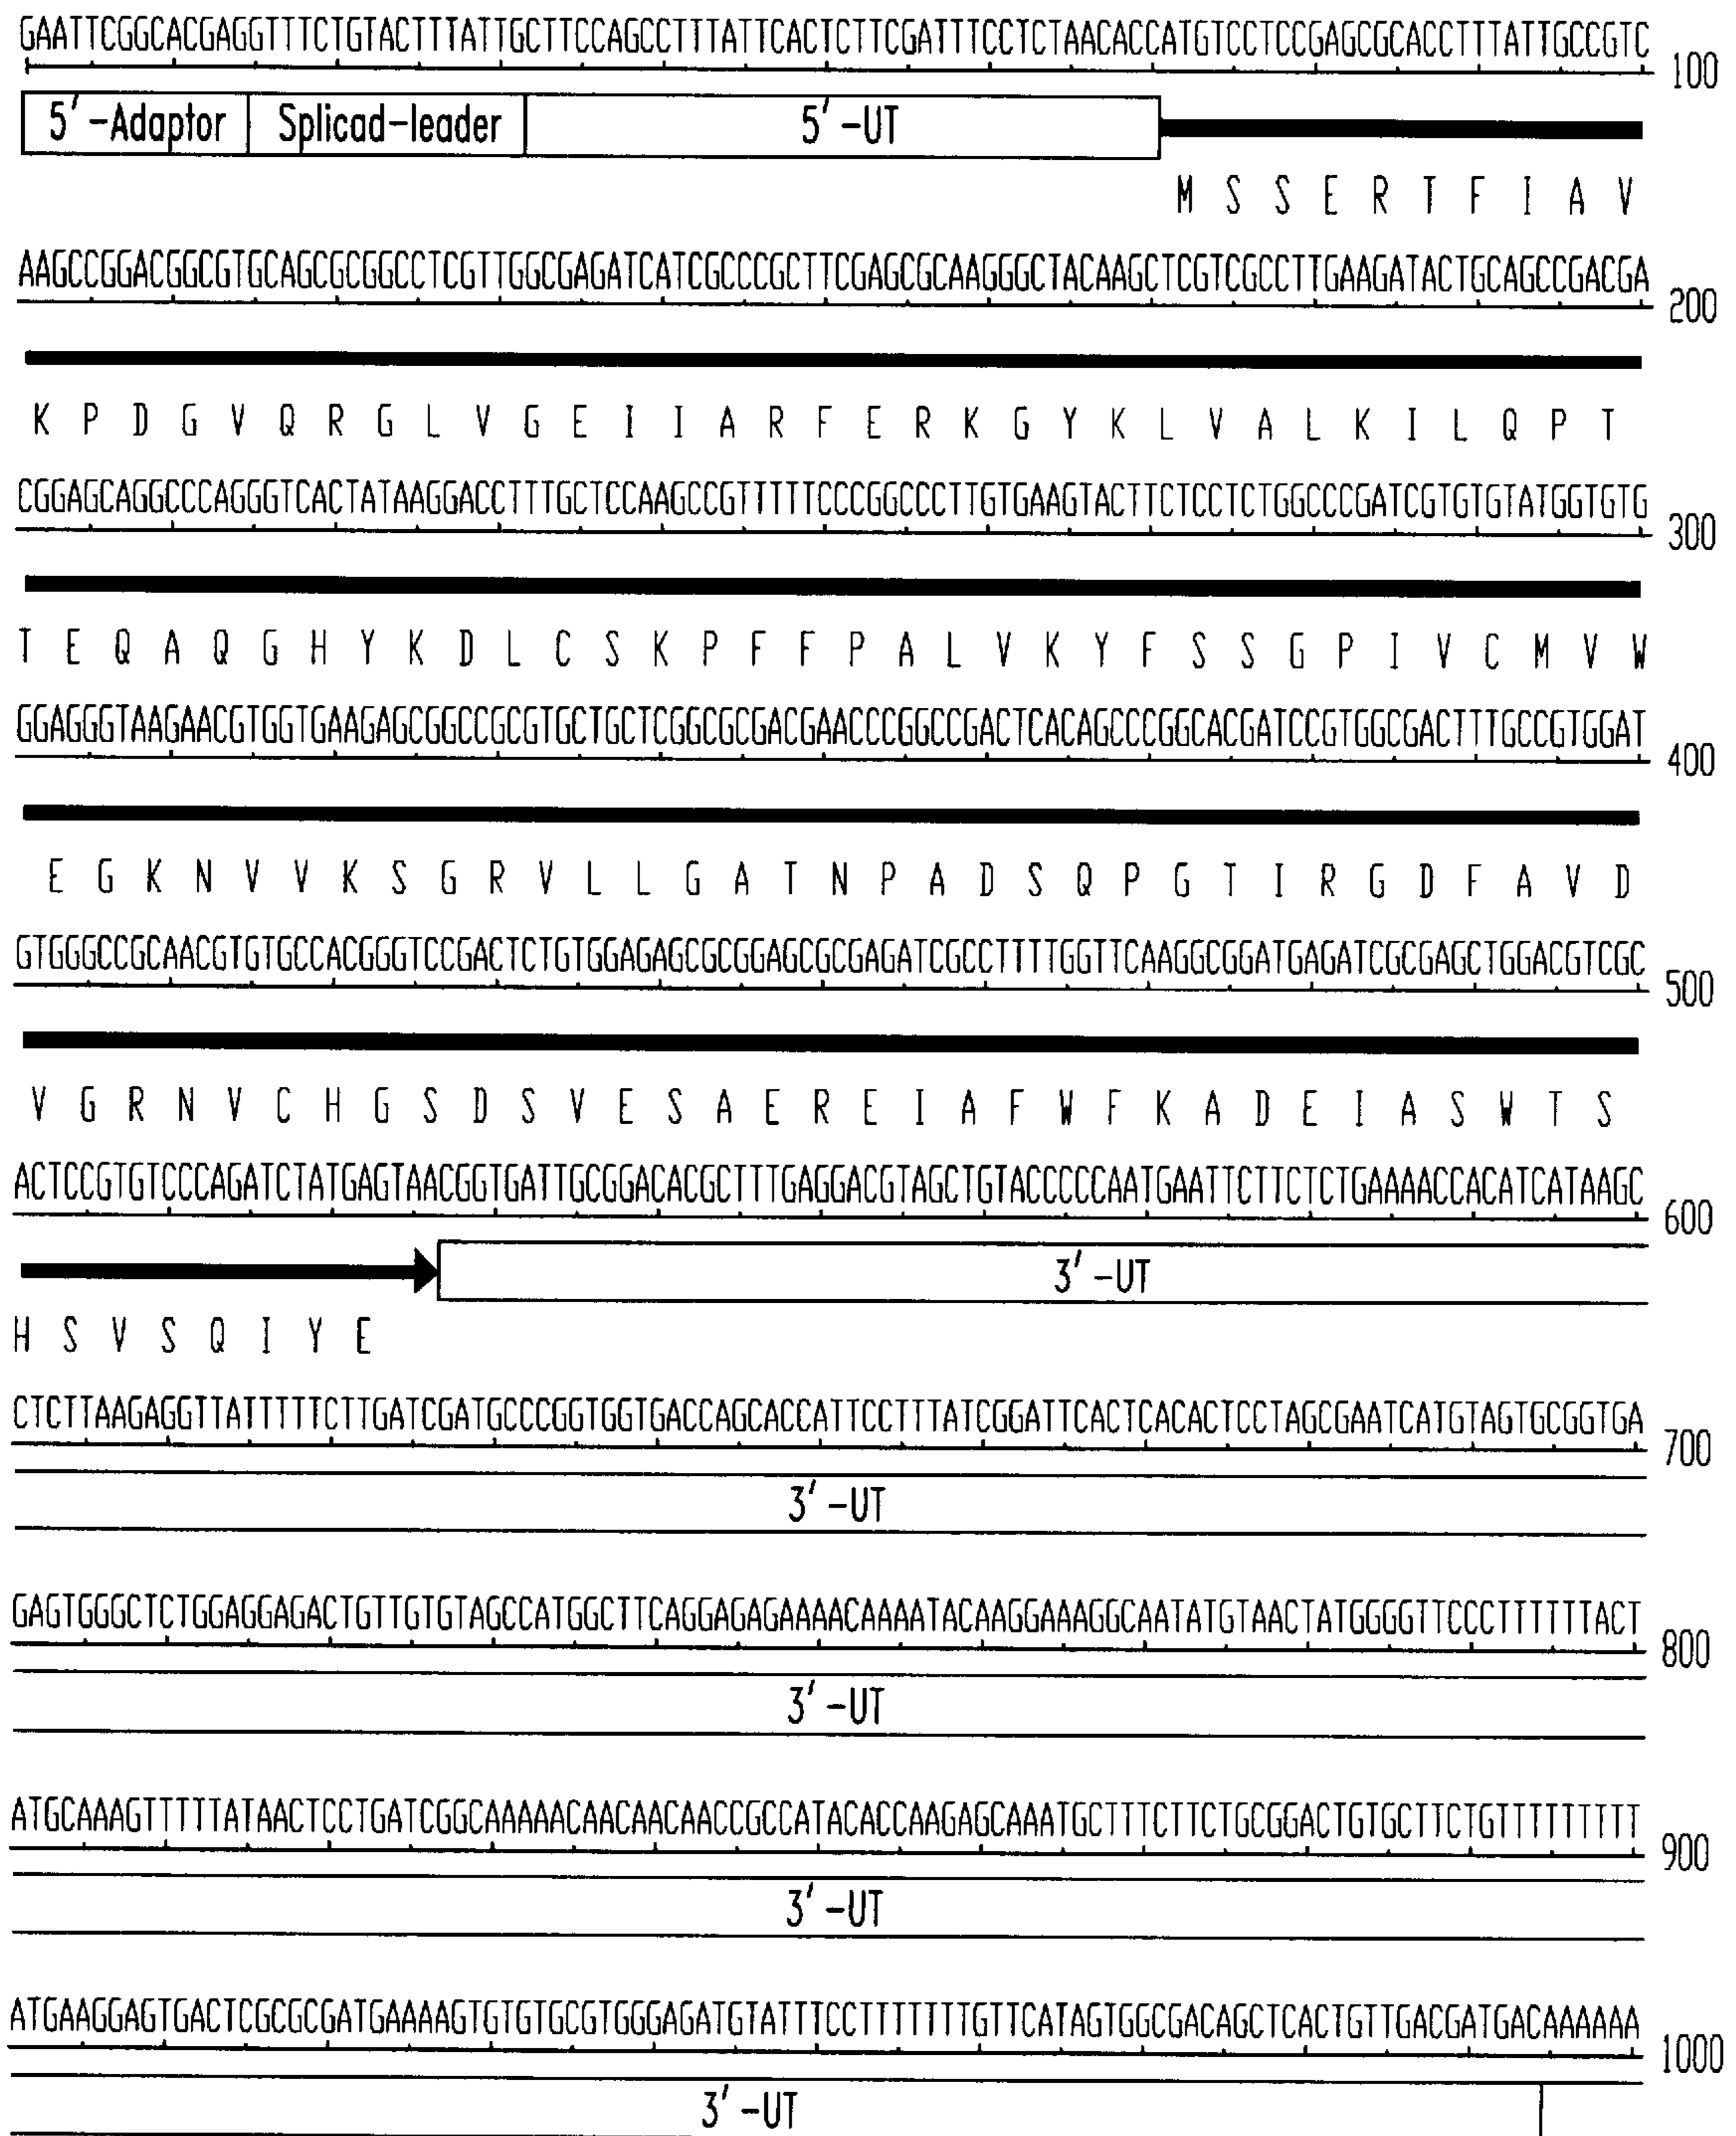 GAATTCGGCACGAGGTTTCTGTACTTTATTGCTTCCAGCCTTTATTCACTCTTCGATTTCCTCTAACACCATGTCCTCCGAGCGCACCTTTATTGCCGTC
100
5'-Adaptor Splicad-leader 5'-UT
M S S E R T F I A V
AAGCCGGACGGCGTGCAGCGCGGCCTCGTTGGCGAGATCATCGCCCGCTTCGAGCGCAAGGGCTACAAGCTCGTCGCCTTGAAGATACTGCAGCCGACGA
200
K P D G V Q R G L V G E I I A R F E R K G Y K L V A L K I L Q P T
CGGAGCAGGCCCAGGGTCACTATAAGGACCTTTGCTCCAAGCCGTTTTTCCCGGCCCTTGTGAAGTACTTCTCCTCTGGCCCGATCGTGTGTATGGTGTG
300
T E Q A Q G H Y K D L C S K P F F P A L V K Y F S S G P I V C M V W
GGAGGGTAAGAACGTGGTGAAGAGCGGCCGCGTGCTGCTCGGCGCGACGAACCCGGCCGACTCACAGCCCGGCACGATCCGTGGCGACTTTGCCGTGGAT
400
E G K N V V K S G R V L L G A T N P A D S Q P G T I R G D F A V D
GTGGGCCGCAACGTGTGCCACGGGTCCGACTCTGTGGAGAGCGCGGAGCGCGAGATCGCCTTTTGGTTCAAGGCGGATGAGATCGCGAGCTGGACGTCGC
500
V G R N V C H G S D S V E S A E R E I A F W F K A D E I A S W T S
ACTCCGTGTCCCAGATCTATGAGTAACGGTGATTGCGGACACGCTTTGAGGACGTAGCTGTACCCCCAATGAATTCTTCTCTGAAAACCACATCATAAGC
600
3'-UT
H S V S Q I Y E
CTCTTAAGAGGTTATTTTTCTTGATCGATGCCCGGTGGTGACCAGCACCATTCCTTTATCGGATTCACTCACACTCCTAGCGAATCATGTAGTGCGGTGA
700
3'-UT
GAGTGGGCTCTGGAGGAGACTGTTGTGTAGCCATGGCTTCAGGAGAGAAAACAAAATACAAGGAAAGGCAATATGTAACTATGGGGTTCCCTTTTTTACT
800
3'-UT
ATGCAAAGTTTTTATAACTCCTGATCGGCAAAAACAACAACAACCGCCATACACCAAGAGCAAATGCTTTCTTCTGCGGACTGTGCTTCTGTTTTTTTTT
900
3'-UT
ATGAAGGAGTGACTCGCGCGATGAAAAGTGTGTGCGTGGGAGATGTATTTCCTTTTTTTGTTCATAGTGGCGACAGCTCACTGTTGACGATGACAAAAAA
1000
3'-UT